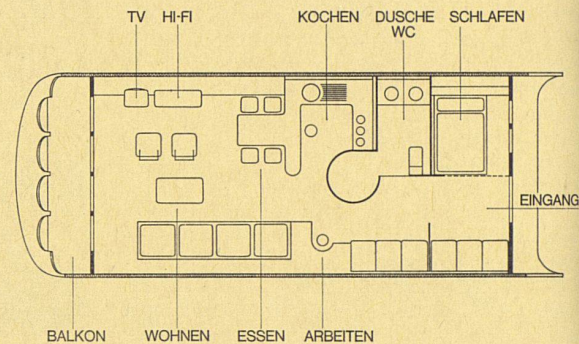 TV HI-FI KOCHEN DUSCHE WC SCHLAFEN
EINGANG
BALKON WOHNEN ESSEN ARBEITEN